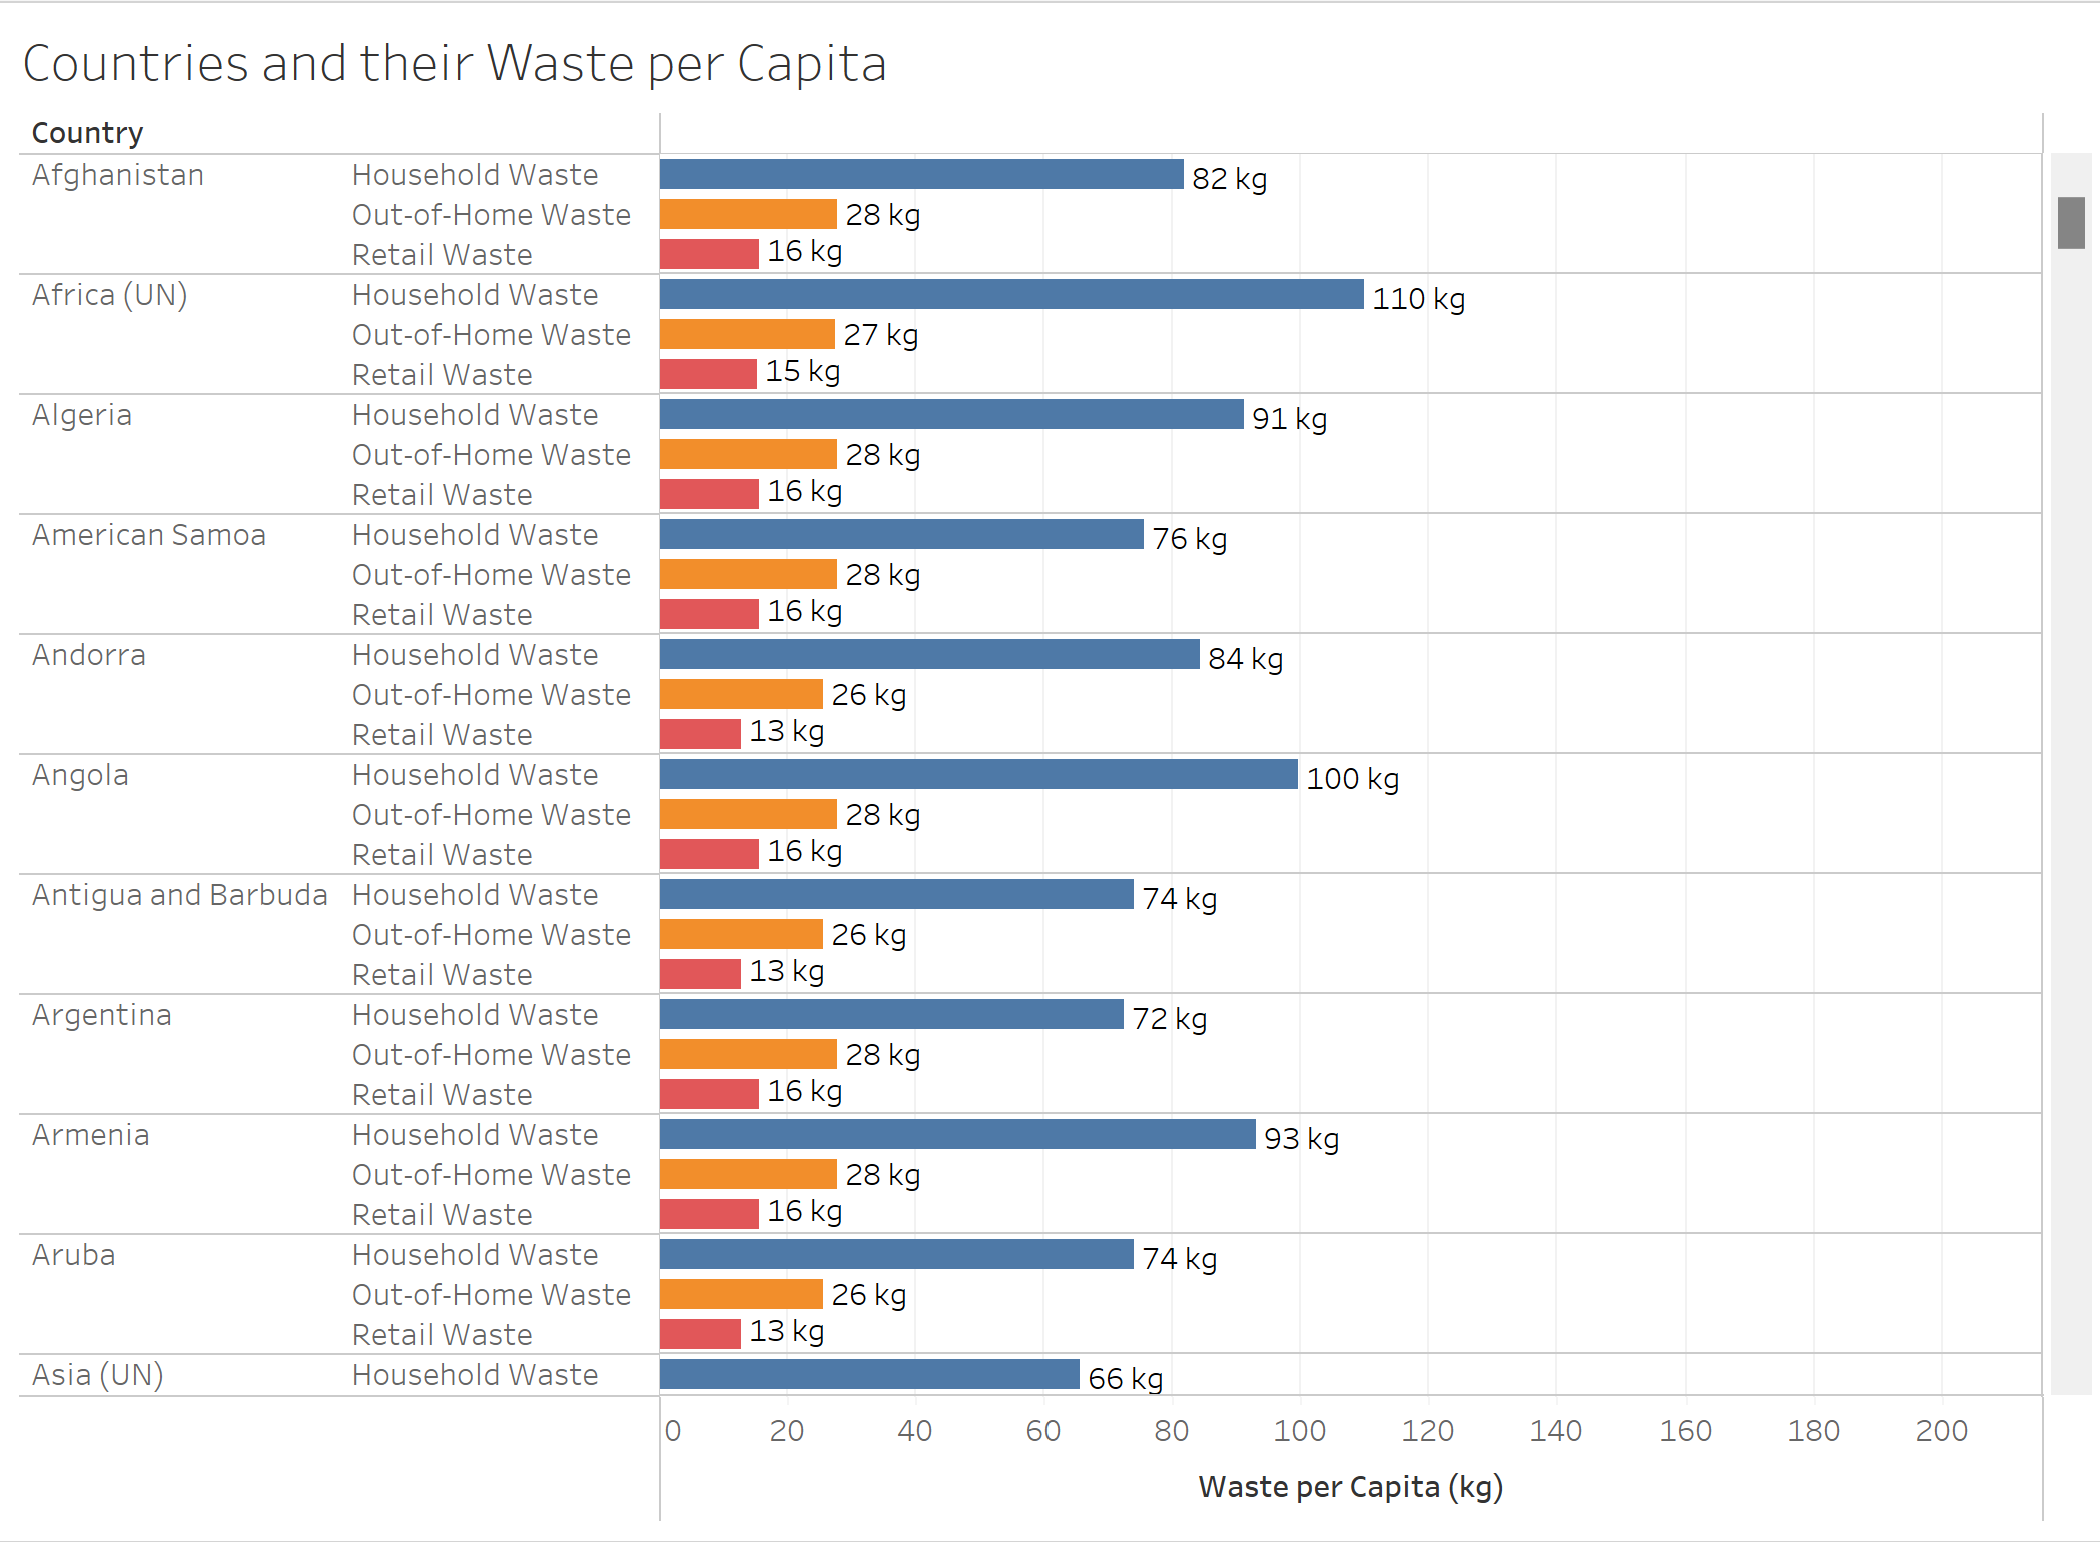 Countries and their Waste per Capita
Country
Afghanistan Household Waste 82 kg
Out-of-Home Waste 28 kg
Retail Waste 16 kg
Africa (UN) Household Waste 110 kg
Out-of-Home Waste 27 kg
Retail Waste 15 kg
Algeria Household Waste 91 kg
Out-of-Home Waste 28 kg
Retail Waste 16 kg
American Samoa Household Waste 76 kg
Out-of-Home Waste 28 kg
Retail Waste 16 kg
Andorra Household Waste 84 kg
Out-of-Home Waste 26 kg
Retail Waste 13 kg
Angola Household Waste 100 kg
Out-of-Home Waste 28 kg
Retail Waste 16 kg
Antigua and Barbuda Household Waste 74 kg
Out-of-Home Waste 26 kg
Retail Waste 13 kg
Argentina Household Waste 72 kg
Out-of-Home Waste 28 kg
Retail Waste 16 kg
Armenia Household Waste 93 kg
Out-of-Home Waste 28 kg
Retail Waste 16 kg
Aruba Household Waste 74 kg
Out-of-Home Waste 26 kg
Retail Waste 13 kg
Asia (UN) Household Waste 66 kg
0 20 40 60 80 100 120 140 160 180 200
Waste per Capita (kg)